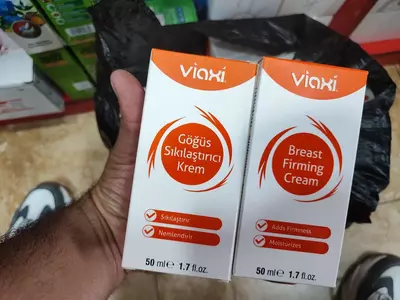 viaxi
Göğüs
Sıkılaştırıcı
Krem
Sıkılaştırır
Nemlendirir
50 ml℮ 1.7 fl.oz.
viaxi
Breast
Firming
Cream
Adds Firmness
Moisturizes
50 ml℮ 1.7 fl.oz.